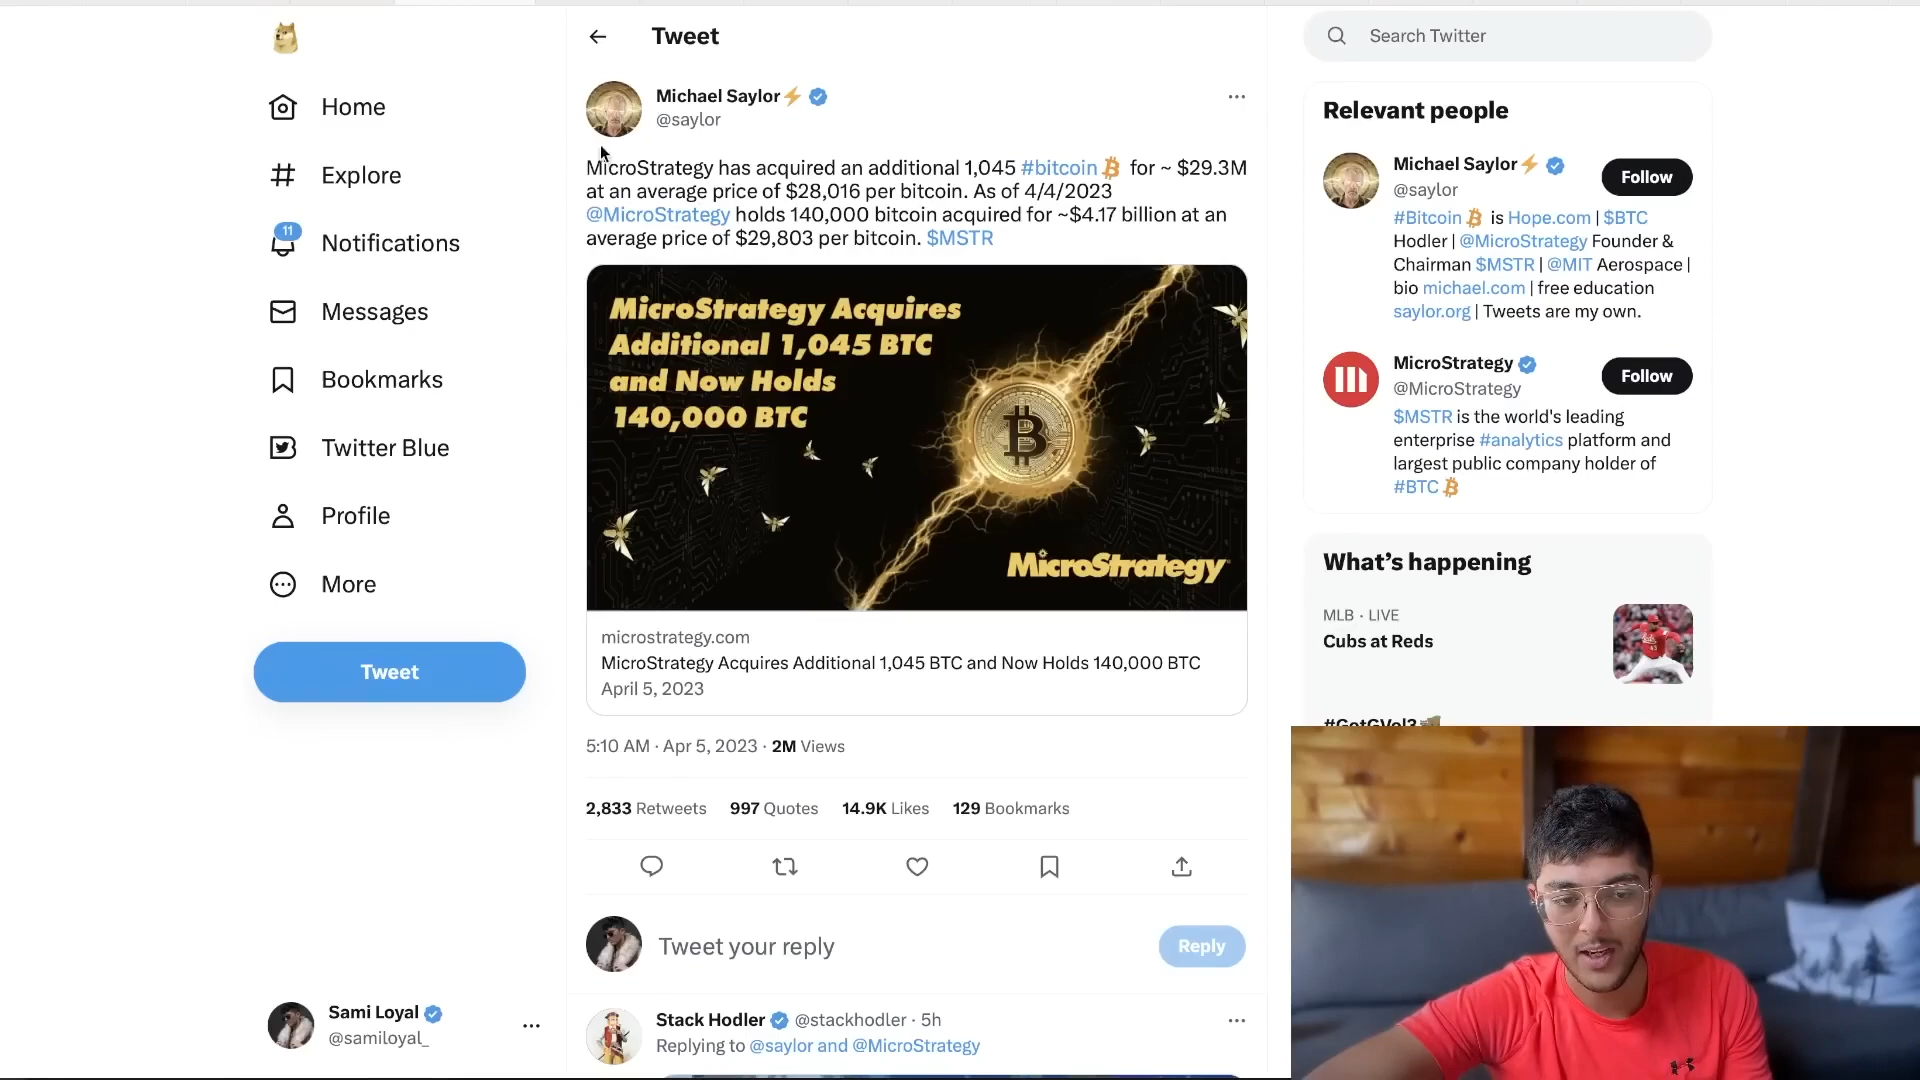 Home
Explore
11
Notifications
Messages
Bookmarks
Twitter Blue
Profile
More
Tweet
Sami Loyal
@samiloyal_
Tweet
Michael Saylor⚡
@saylor
MicroStrategy has acquired an additional 1,045 #bitcoin for ~ $29.3M
at an average price of $28,016 per bitcoin. As of 4/4/2023
@MicroStrategy holds 140,000 bitcoin acquired for ~$4.17 billion at an
average price of $29,803 per bitcoin. $MSTR
MicroStrategy Acquires
Additional 1,045 BTC
and Now Holds
140,000 BTC
MicroStrategy
microstrategy.com
MicroStrategy Acquires Additional 1,045 BTC and Now Holds 140,000 BTC
April 5, 2023
5:10 AM · Apr 5, 2023 · 2M Views
2,833 Retweets 997 Quotes 14.9K Likes 129 Bookmarks
Tweet your reply
Reply
Stack Hodler @stackhodler · 5h
Replying to @saylor and @MicroStrategy
Search Twitter
Relevant people
Michael Saylor⚡
@saylor
Follow
#Bitcoin is Hope.com | $BTC
Hodler | @MicroStrategy Founder &
Chairman $MSTR | @MIT Aerospace |
bio michael.com | free education
saylor.org | Tweets are my own.
MicroStrategy
@MicroStrategy
Follow
$MSTR is the world's leading
enterprise #analytics platform and
largest public company holder of
#BTC
What's happening
MLB · LIVE
Cubs at Reds
#GotGVol3